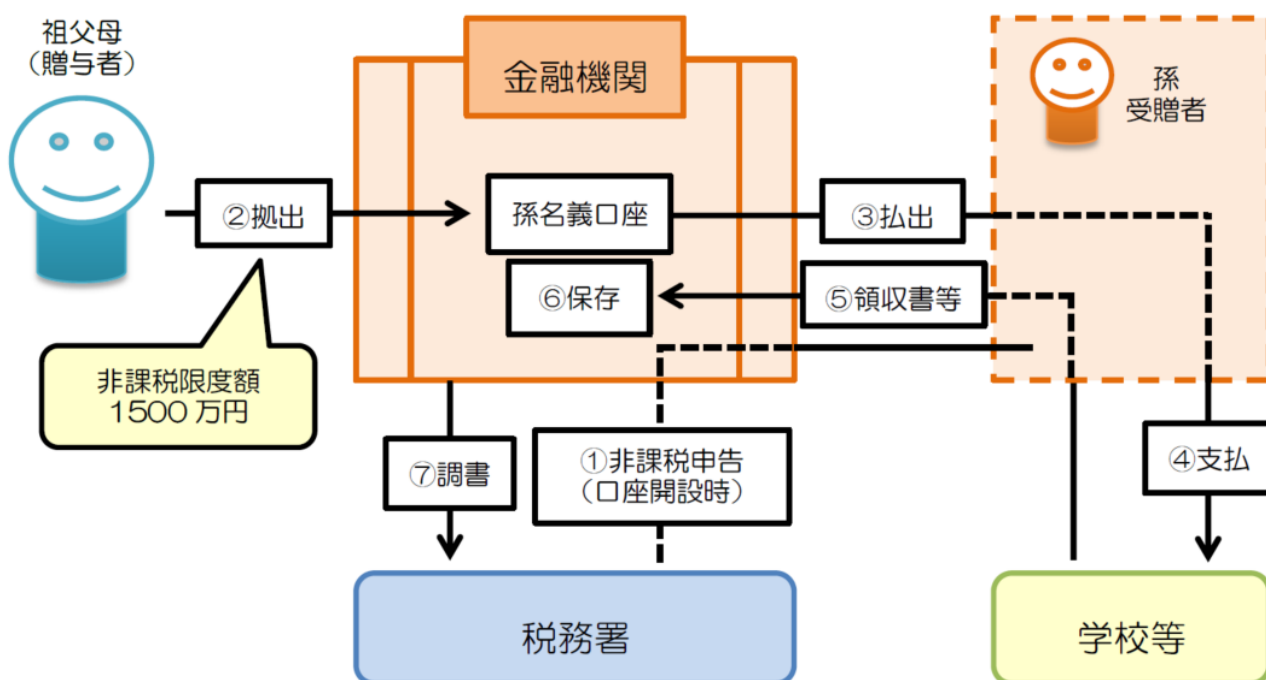 祖父母
（贈与者）
金融機関
孫
受贈者
②拠出
孫名義口座
③払出
⑥保存
⑤領収書等
非課税限度額
1500万円
⑦調書
①非課税申告
（口座開設時）
④支払
税務署
学校等